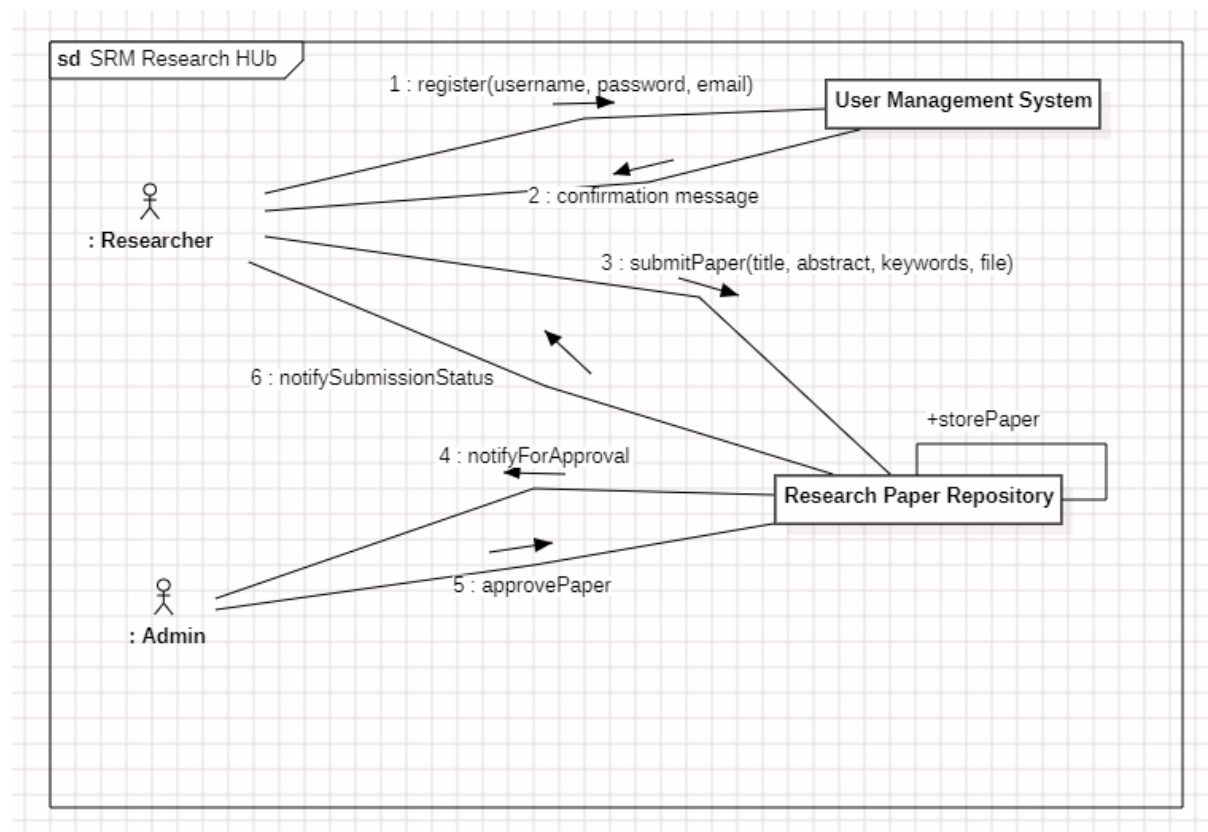 sd SRM Research HUb
1 : register(username, password, email)
User Management System
2 : confirmation message
: Researcher
3 : submitPaper(title, abstract, keywords, file)
6 : notifySubmissionStatus
+storePaper
4 : notifyForApproval
Research Paper Repository
5 : approvePaper
: Admin